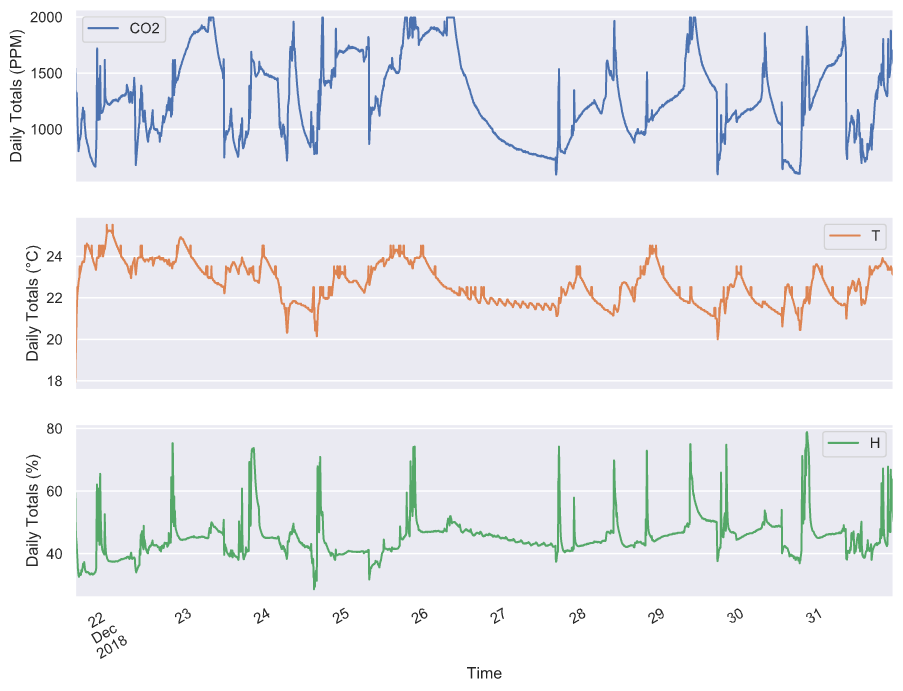 2000
1500
1000
Daily Totals (PPM)
CO2
24
22
20
18
Daily Totals (°C)
T
80
60
40
Daily Totals (%)
H
22
Dec
2018
23
24
25
26
27
28
29
30
31
Time